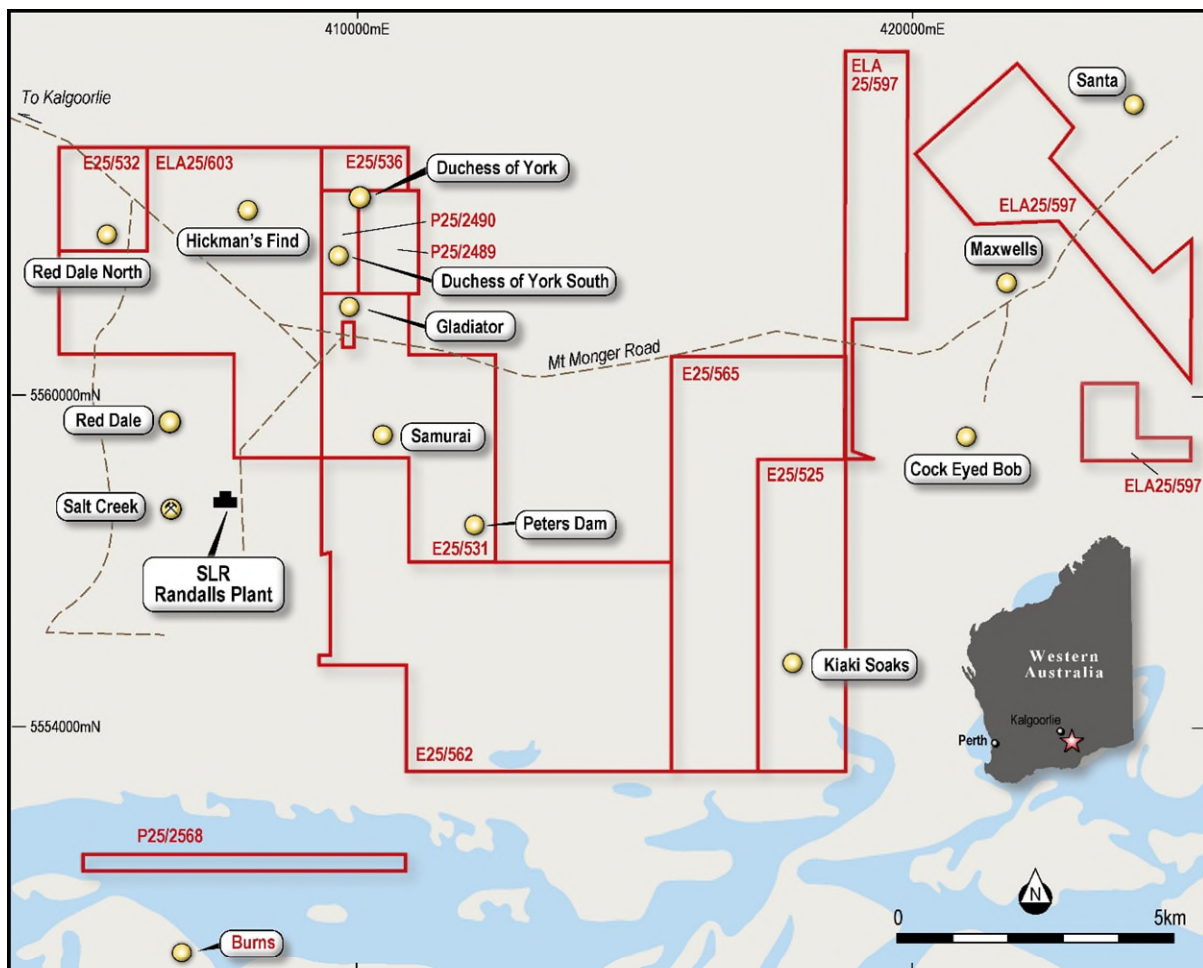 410000mE
420000mE
To Kalgoorlie
ELA
25/597
Santa
E25/532
ELA25/603
E25/536
Duchess of York
P25/2490
P25/2489
ELA25/597
Hickman's Find
Red Dale North
Duchess of York South
Maxwells
Gladiator
Mt Monger Road
E25/565
5560000mN
Red Dale
Samurai
Cock Eyed Bob
E25/525
ELA25/597
Salt Creek
Peters Dam
E25/531
SLR
Randalls Plant
Kiaki Soaks
Western
Australia
Kalgoorlie
Perth
5554000mN
E25/562
P25/2568
N
0
5km
Burns